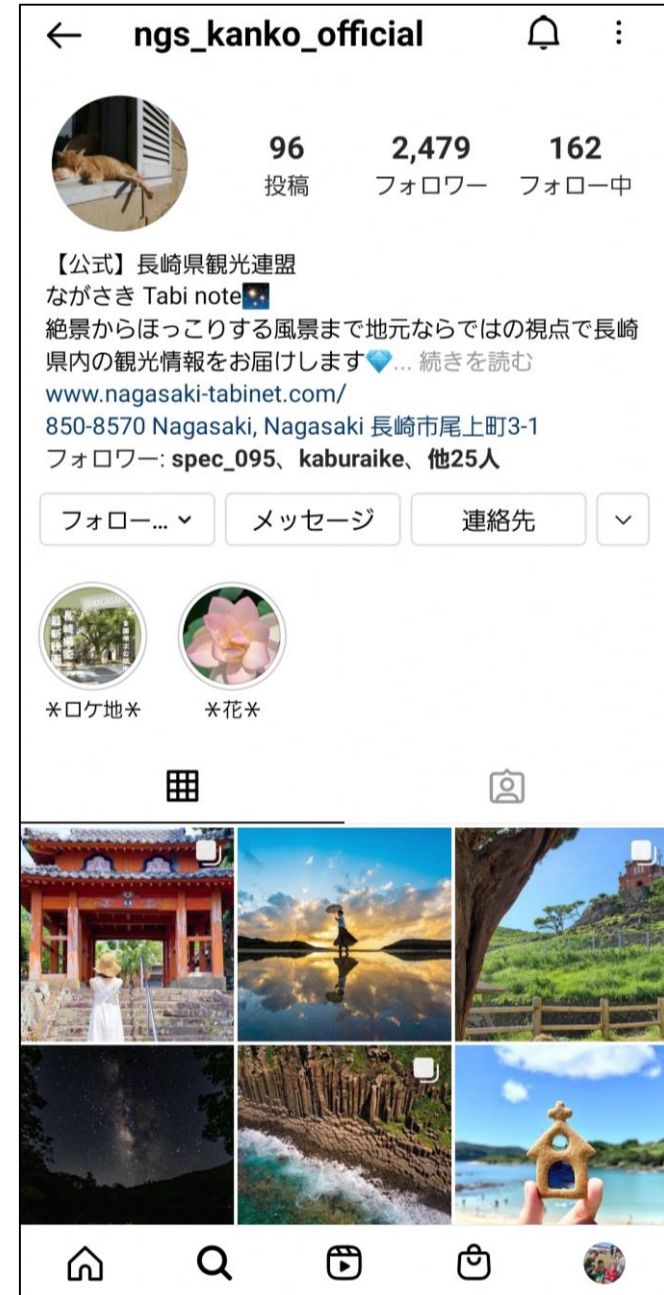 ngs_kanko_official
96
2,479
162
投稿
フォロワー
フォロー中
【公式】長崎県観光連盟
ながさき Tabi note🎇
絶景からほっこりする風景まで地元ならではの視点で長崎
県内の観光情報をお届けします💎... 続きを読む
www.nagasaki-tabinet.com/
850-8570 Nagasaki, Nagasaki 長崎市尾上町3-1
フォロワー: spec_095、kaburaike、他25人
フォロー...
メッセージ
連絡先
＊ロケ地＊
＊花＊